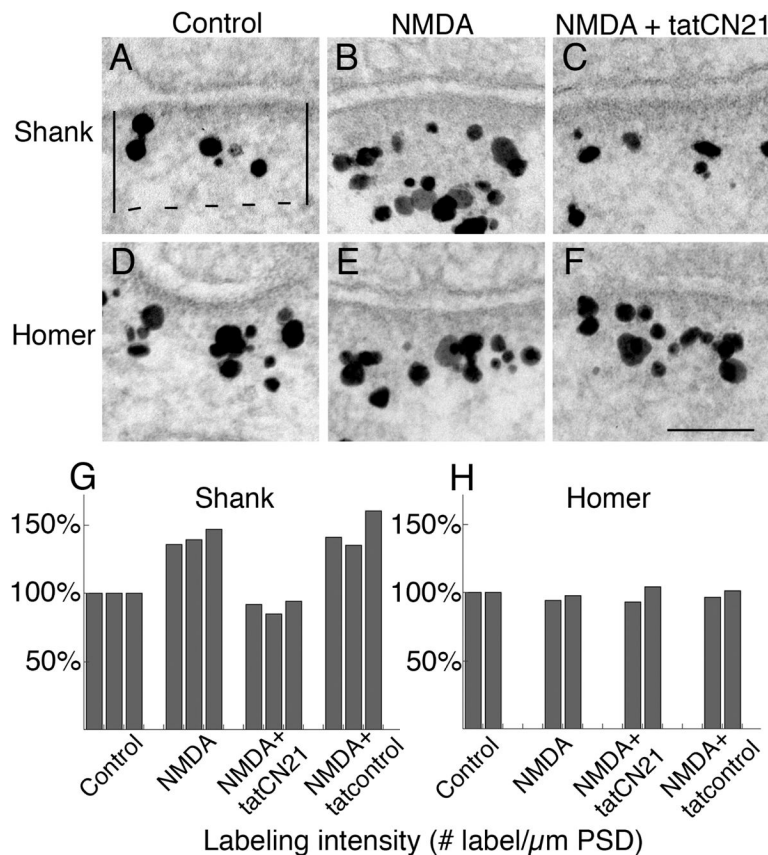 Control NMDA NMDA + tatCN21
A B C
Shank
D E F
Homer
G Shank H Homer
150% 150%
100% 100%
50% 50%
Control NMDA NMDA+ tatCN21 NMDA+ tatcontrol Control NMDA NMDA+ tatCN21 NMDA+ tatcontrol
Labeling intensity (# label/µm PSD)